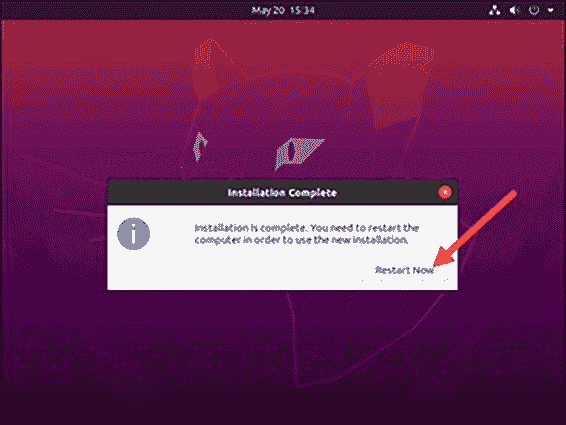 May 20 15:34
Installation Complete
Installation is complete. You need to restart the
computer in order to use the new installation.
Restart Now